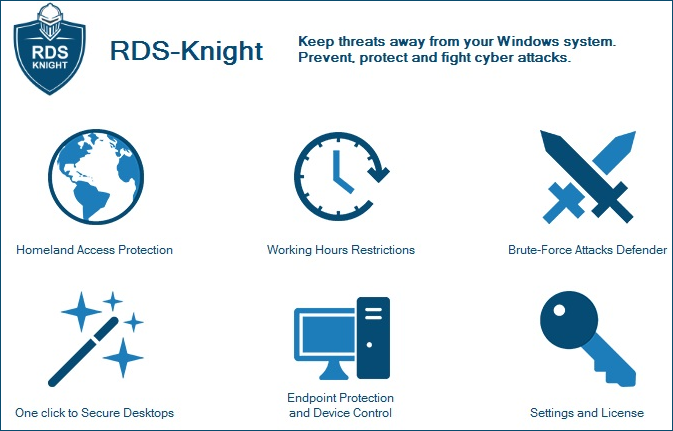 RDS
KNIGHT
RDS-Knight
Keep threats away from your Windows system.
Prevent, protect and fight cyber attacks.
Homeland Access Protection
Working Hours Restrictions
Brute-Force Attacks Defender
One click to Secure Desktops
Endpoint Protection
and Device Control
Settings and License